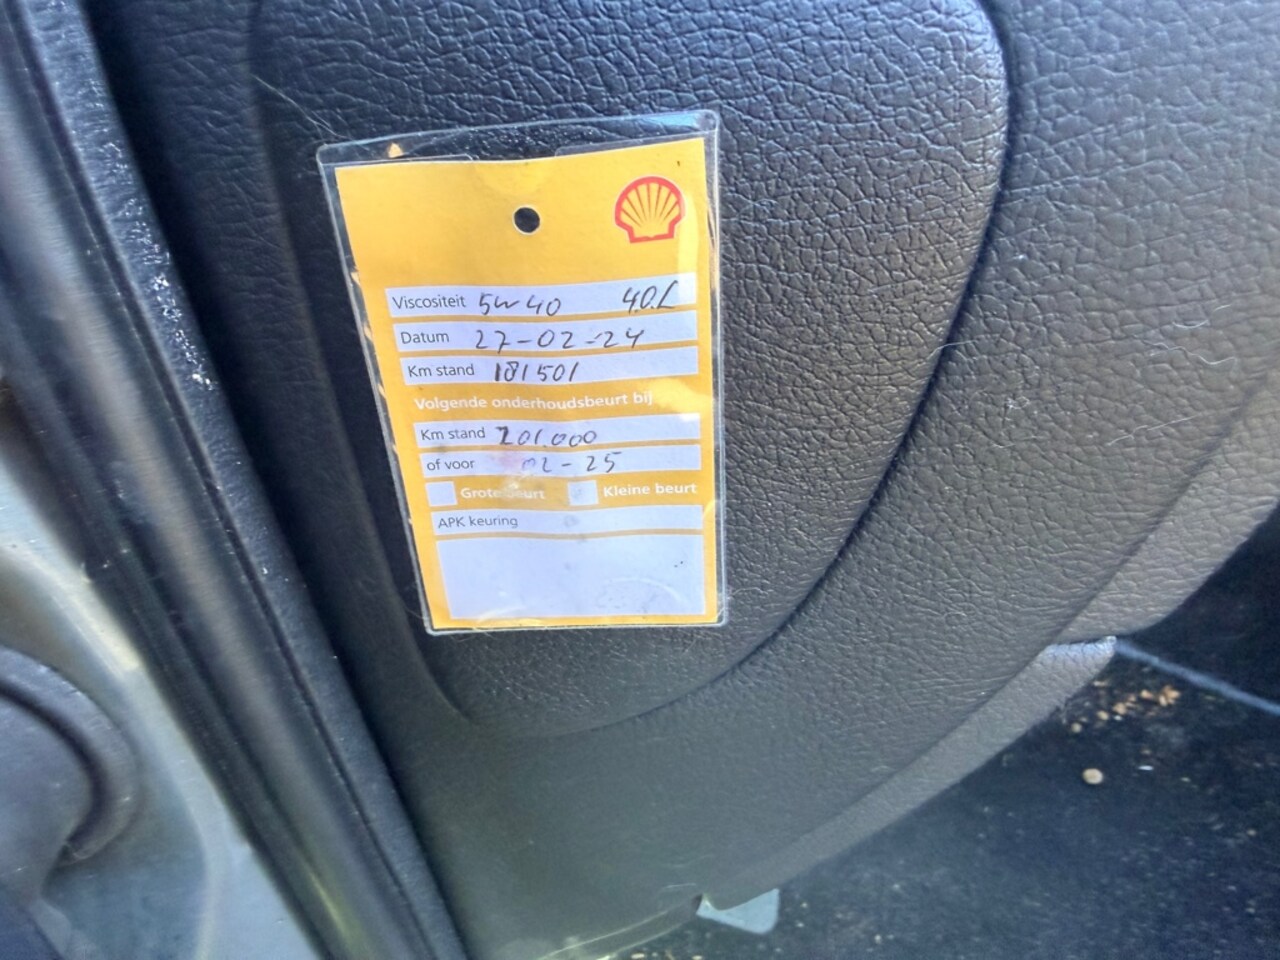 Viscositeit 5w40 4.0.L
Datum 27-02-24
Km stand 181501
Volgende onderhoudsbeurt bij
Km stand 201.000
of voor 02-25
Grote beurt Kleine beurt
APK keuring